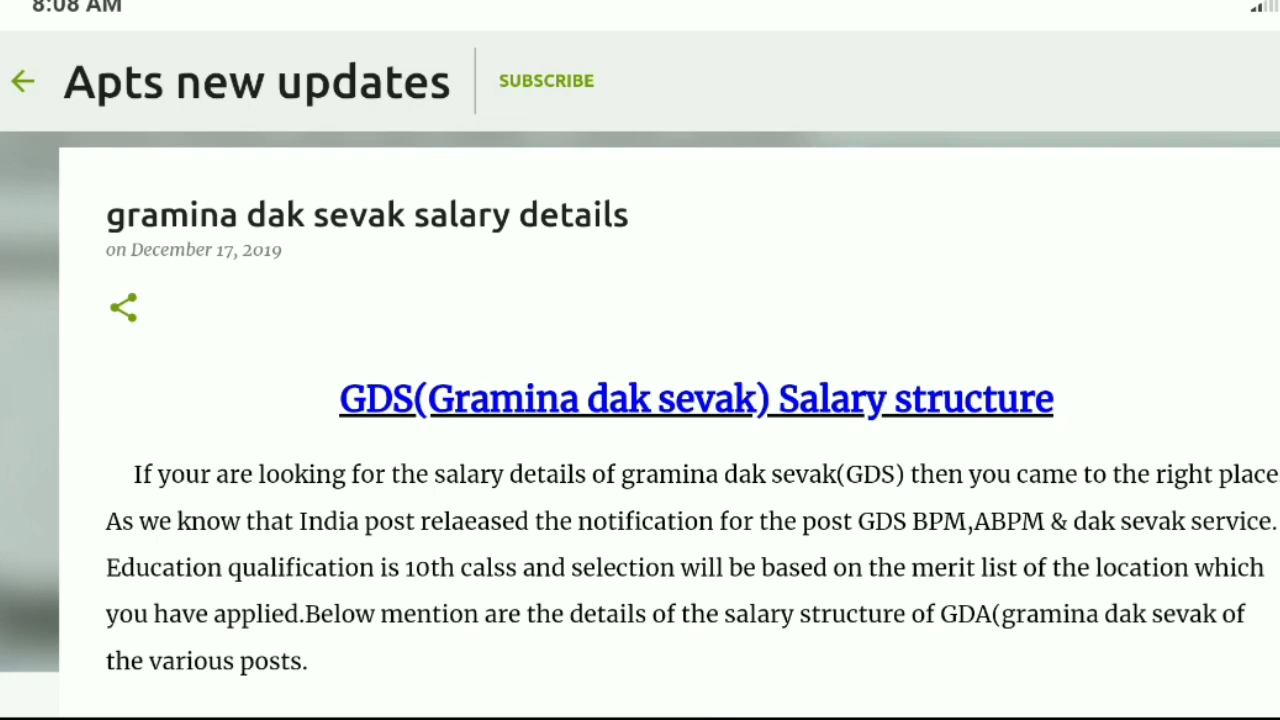 8:08 AM
Apts new updates
SUBSCRIBE
gramina dak sevak salary details
on December 17, 2019
GDS(Gramina dak sevak) Salary structure
If your are looking for the salary details of gramina dak sevak(GDS) then you came to the right place.
As we know that India post relaeased the notification for the post GDS BPM,ABPM & dak sevak service.
Education qualification is 10th calss and selection will be based on the merit list of the location which
you have applied.Below mention are the details of the salary structure of GDA(gramina dak sevak of
the various posts.